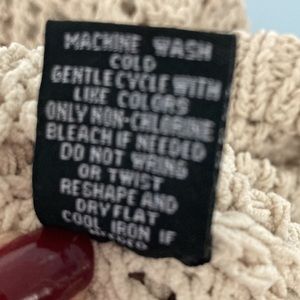 MACHINE WASH
COLD
GENTLE CYCLE WITH
LIKE COLORS
ONLY NON-CHLORINE
BLEACH IF NEEDED
DO NOT WRING
OR TWIST
RESHAPE AND
DRY FLAT
COOL IRON IF
NEEDED